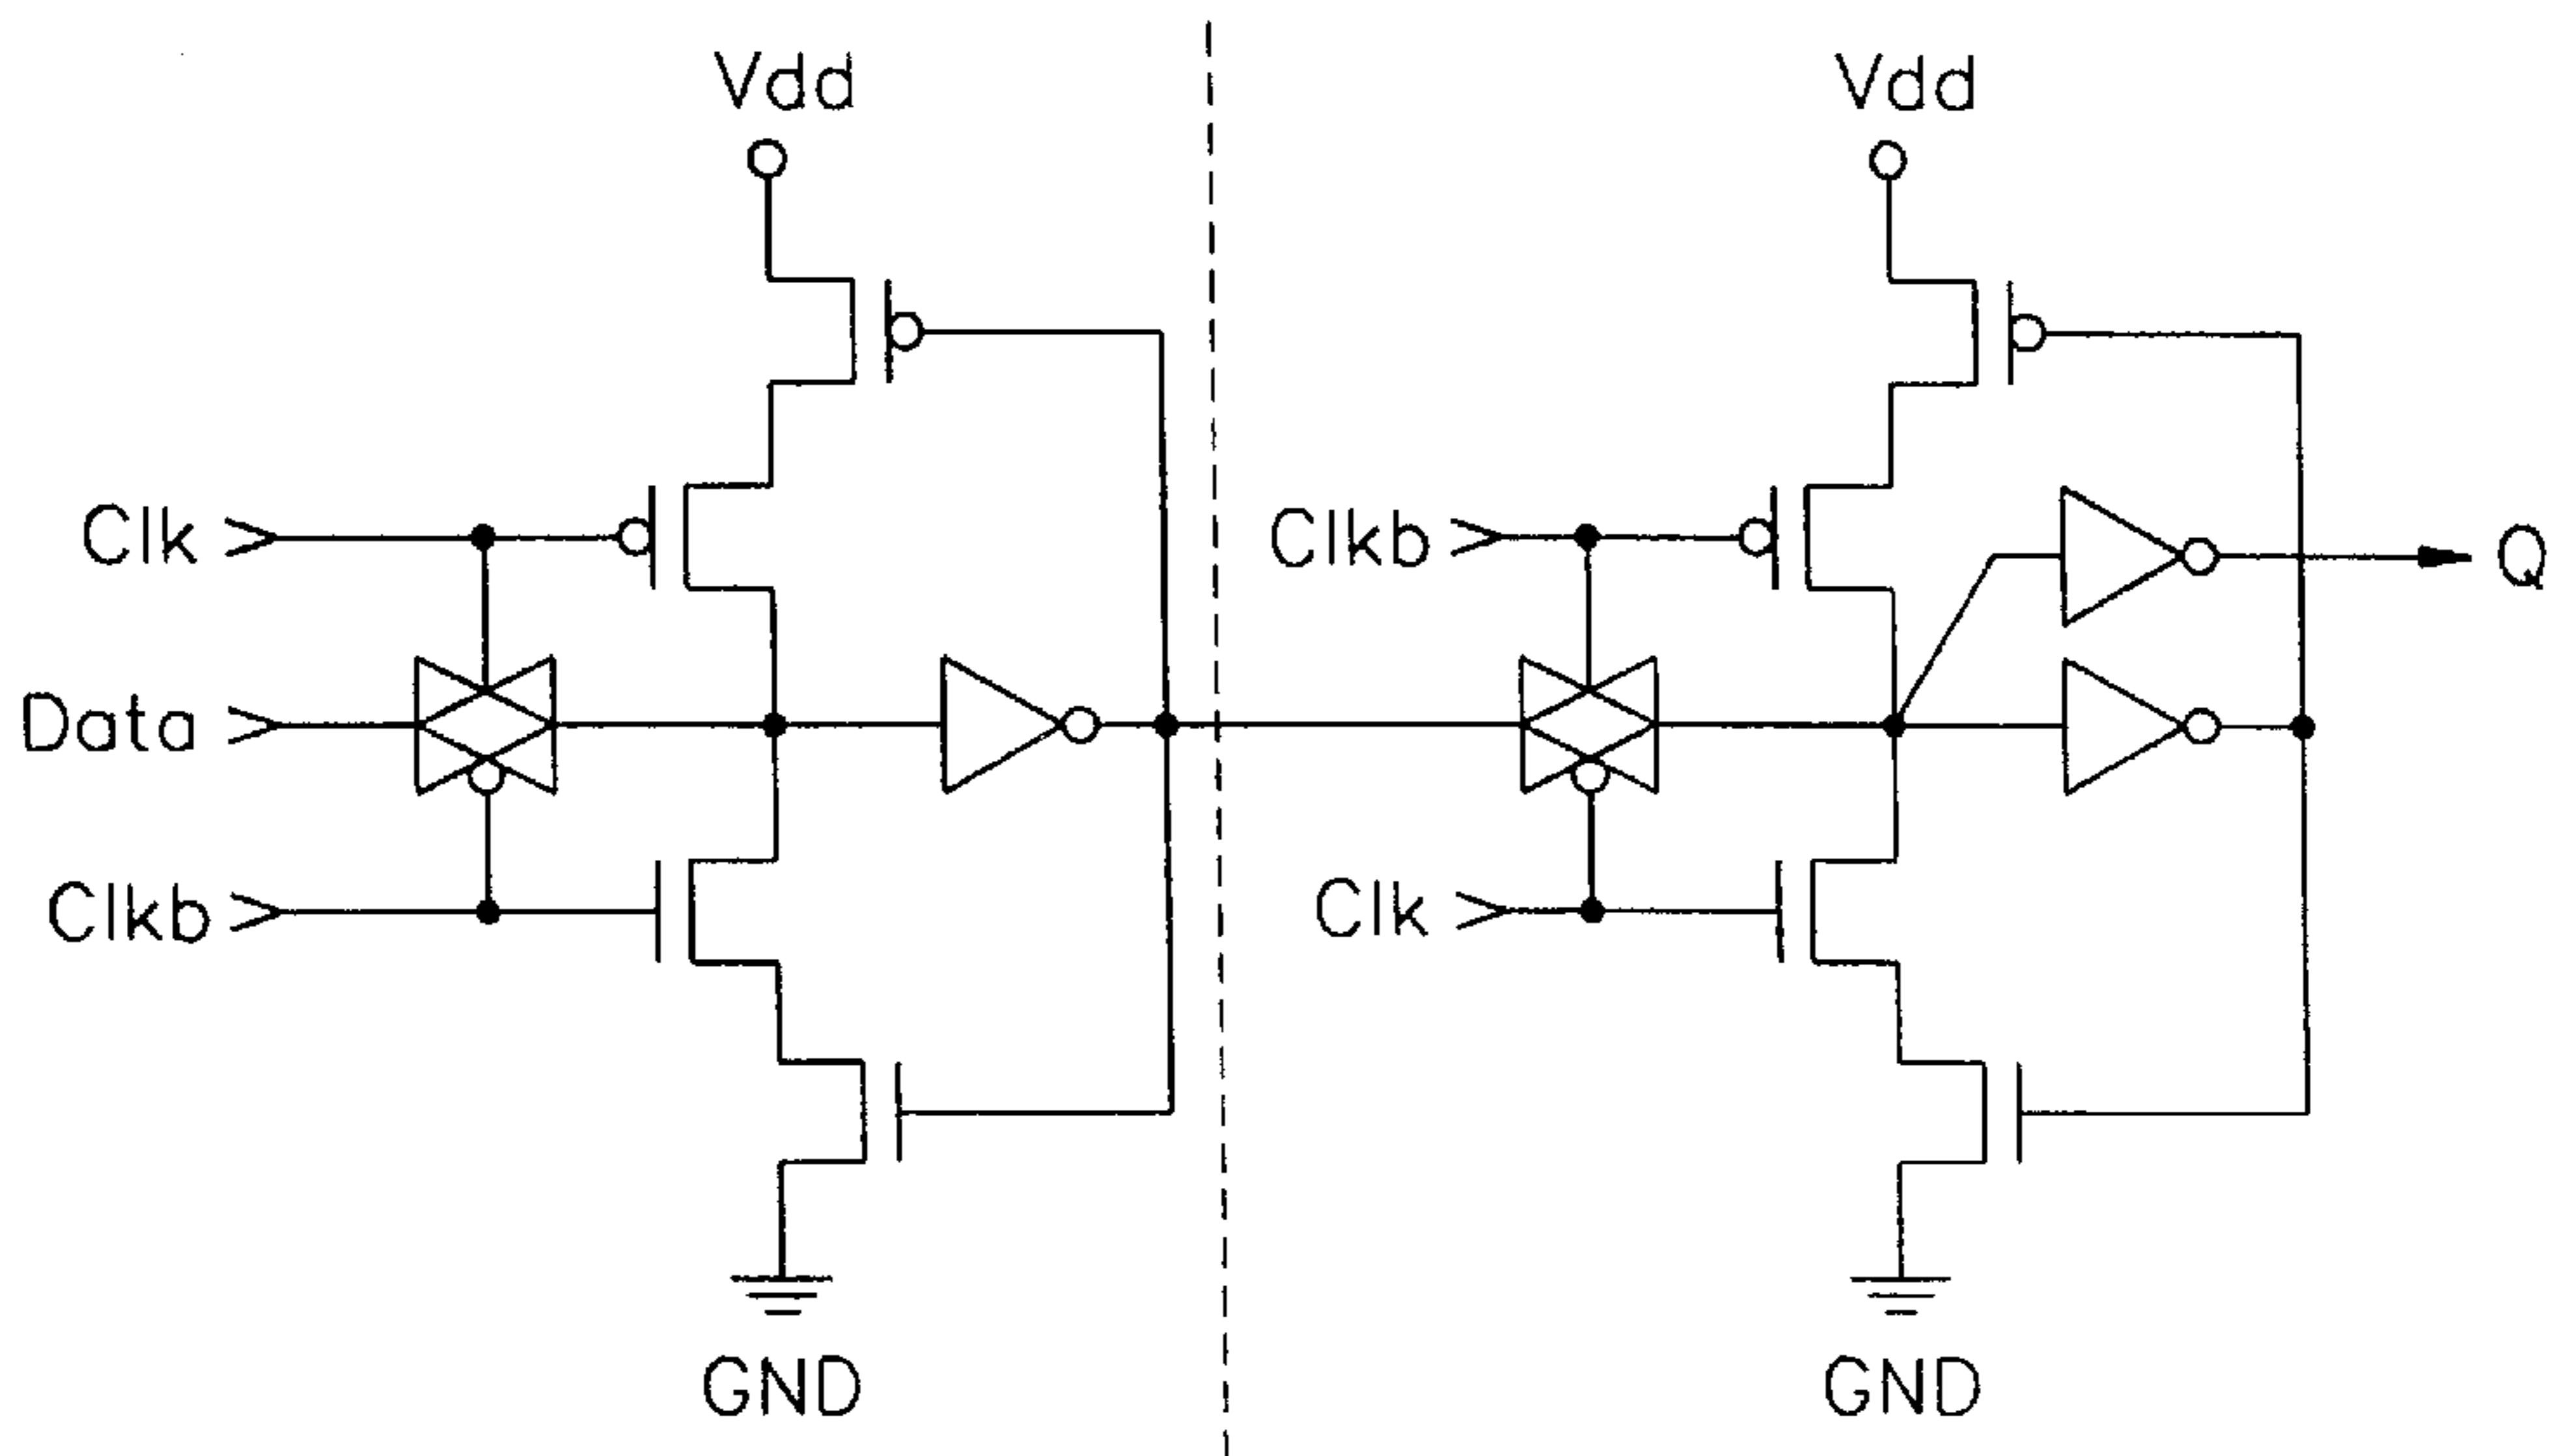 Vdd
Vdd
Clk
Clkb
Q
Data
Clkb
Clk
GND
GND